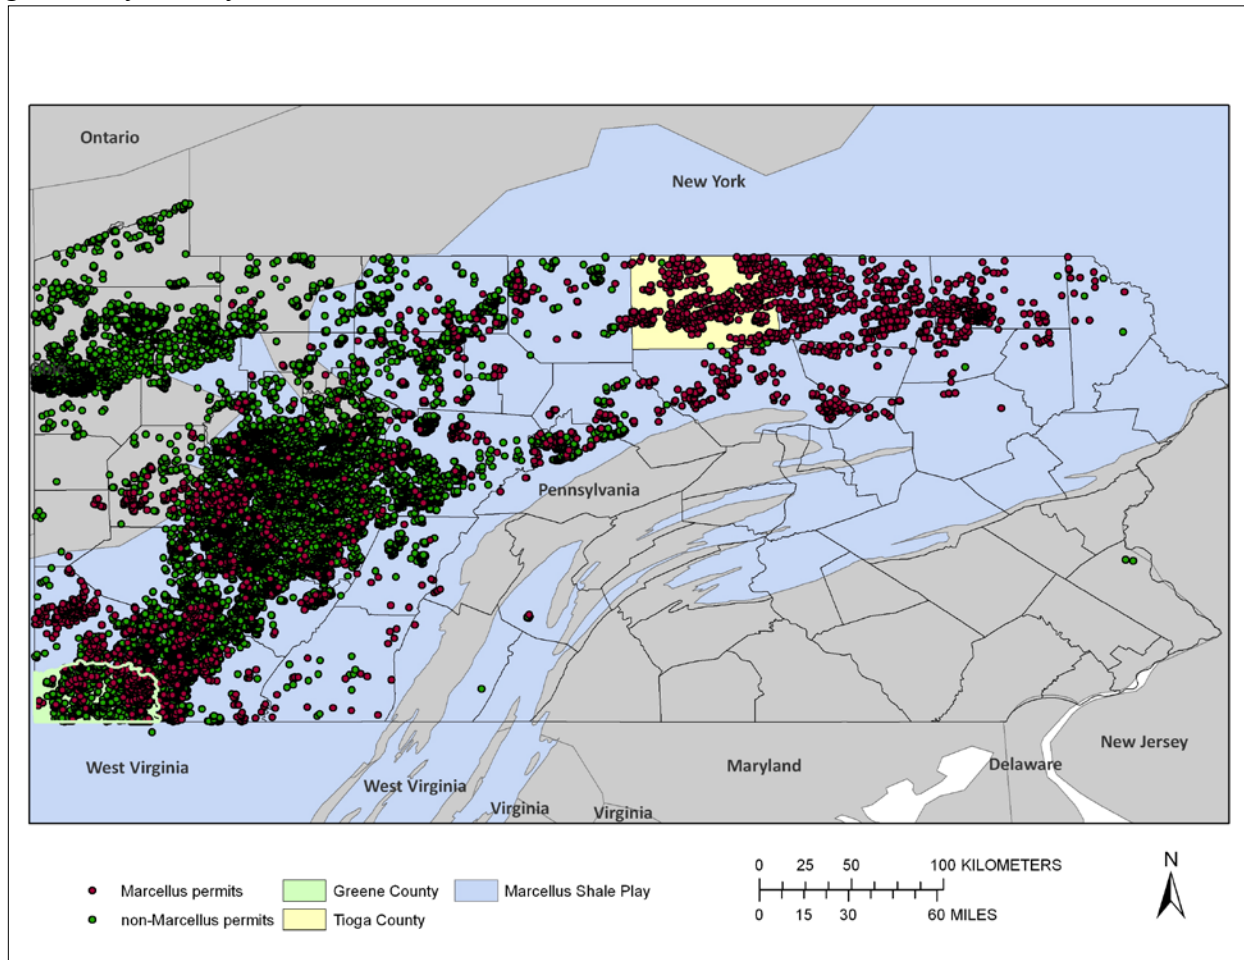 Ontario
New York
Pennsylvania
West Virginia
West Virginia
Virginia
Virginia
Maryland
Delaware
New Jersey
0 25 50 100 KILOMETERS
0 15 30 60 MILES
N
Marcellus permits
Greene County
Marcellus Shale Play
non-Marcellus permits
Tioga County